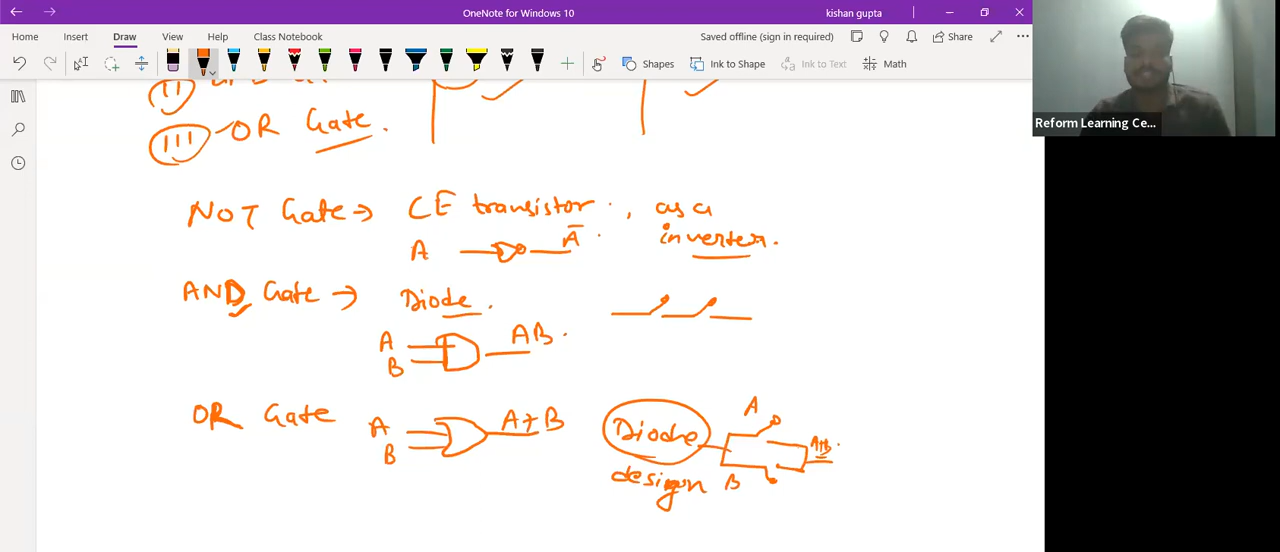 OneNote for Windows 10
kishan gupta
Home Insert Draw View Help Class Notebook
Saved offline (sign in required)
Share
Shapes
Ink to Shape
Ink to Text
Math
Reform Learning Ce...
II
III OR Gate.
NOT Gate → CE transistor., as a
inverter.
A A̅.
AND Gate → Diode.
A
B
AB.
OR Gate
A
B
A+B
Diode
design
A
B
A+B.